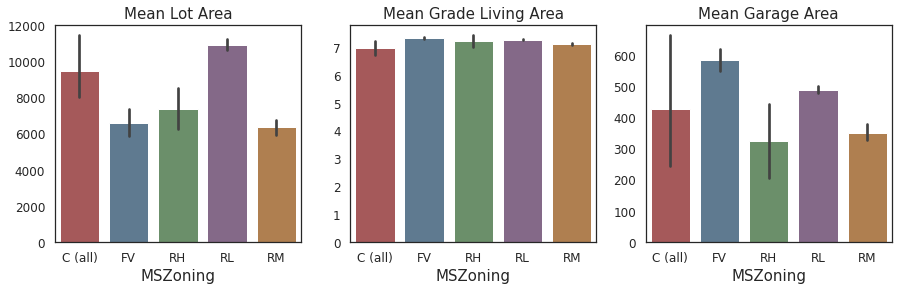 Mean Lot Area
12000
10000
8000
6000
4000
2000
0
C (all) FV RH RL RM
MSZoning
Mean Grade Living Area
7
6
5
4
3
2
1
0
C (all) FV RH RL RM
MSZoning
Mean Garage Area
600
500
400
300
200
100
0
C (all) FV RH RL RM
MSZoning